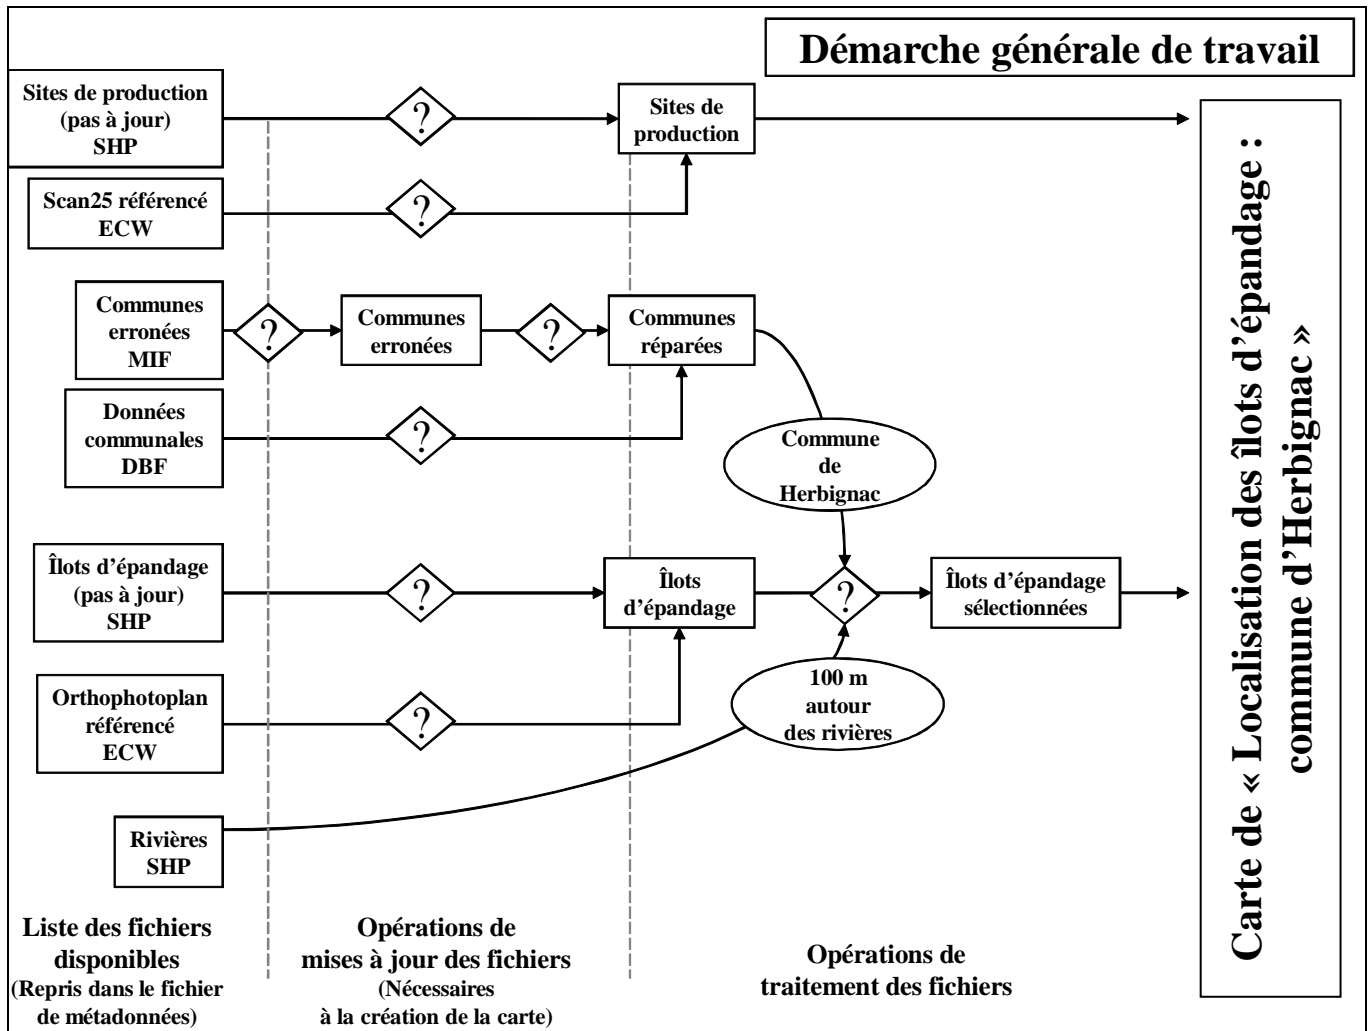 Démarche générale de travail
Sites de production
(pas à jour)
SHP
?
Sites de
production
Scan25 référencé
ECW
?
Communes
erronées
MIF
?
Communes
erronées
?
Communes
réparées
Données
communales
DBF
?
Commune
de
Herbignac
Îlots d'épandage
(pas à jour)
SHP
?
Îlots
d'épandage
?
Îlots d'épandage
sélectionnées
Orthophotoplan
référencé
ECW
?
100 m
autour
des rivières
Rivières
SHP
Carte de « Localisation des îlots d'épandage :
commune d'Herbignac »
Liste des fichiers
disponibles
(Repris dans le fichier
de métadonnées)
Opérations de
mises à jour des fichiers
(Nécessaires
à la création de la carte)
Opérations de
traitement des fichiers